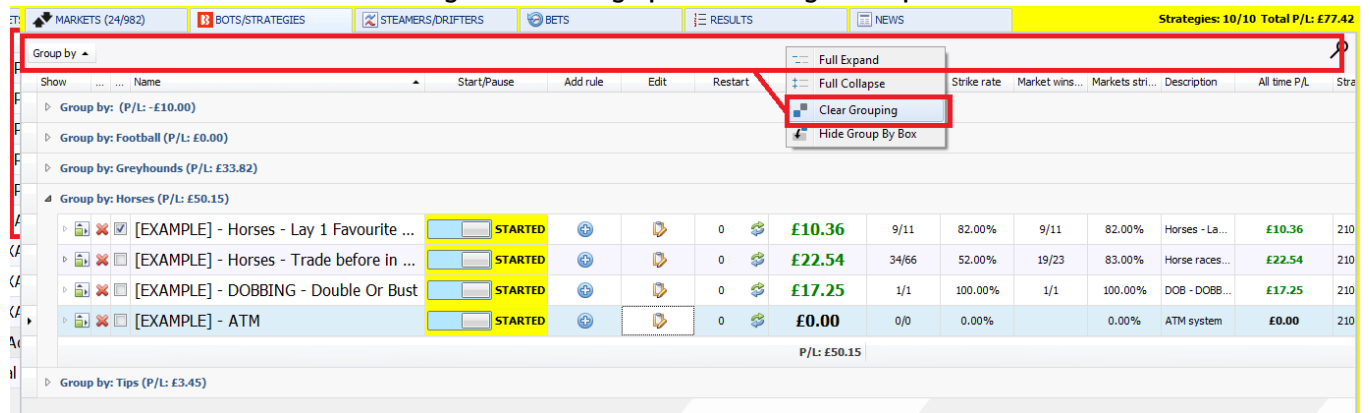 MARKETS (24/982) BOTS/STRATEGIES STEAMERS/DRIFTERS BETS RESULTS NEWS Strategies: 10/10 Total P/L: £77.42
Group by
Full Expand
Show ... ... Name Start/Pause Add rule Edit Restart Full Collapse Strike rate Market wins... Markets stri... Description All time P/L Stra
Group by: (P/L: -£10.00) Clear Grouping
Group by: Football (P/L: £0.00) Hide Group By Box
Group by: Greyhounds (P/L: £33.82)
Group by: Horses (P/L: £50.15)
[EXAMPLE] - Horses - Lay 1 Favourite ... STARTED 0 £10.36 9/11 82.00% 9/11 82.00% Horses - La... £10.36 210
[EXAMPLE] - Horses - Trade before in ... STARTED 0 £22.54 34/66 52.00% 19/23 83.00% Horse races... £22.54 210
[EXAMPLE] - DOBBING - Double Or Bust STARTED 0 £17.25 1/1 100.00% 1/1 100.00% DOB - DOBB... £17.25 210
[EXAMPLE] - ATM STARTED 0 £0.00 0/0 0.00% 0.00% ATM system £0.00 210
P/L: £50.15
Group by: Tips (P/L: £3.45)